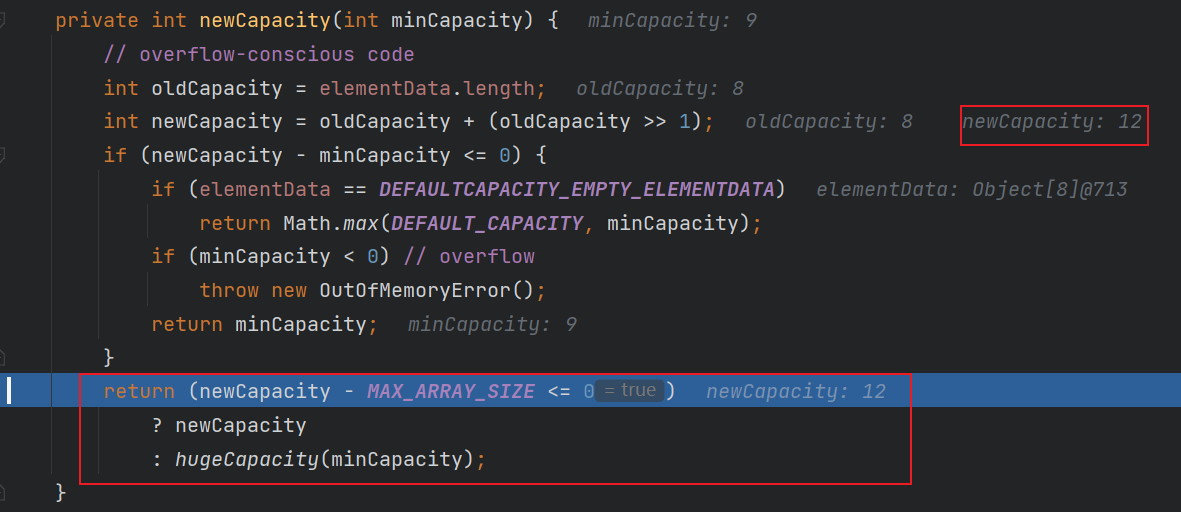 private int newCapacity(int minCapacity) {   minCapacity: 9
// overflow-conscious code
int oldCapacity = elementData.length;   oldCapacity: 8
int newCapacity = oldCapacity + (oldCapacity >> 1);   oldCapacity: 8   newCapacity: 12
if (newCapacity - minCapacity <= 0) {
if (elementData == DEFAULTCAPACITY_EMPTY_ELEMENTDATA)   elementData: Object[8]@713
return Math.max(DEFAULT_CAPACITY, minCapacity);
if (minCapacity < 0) // overflow
throw new OutOfMemoryError();
return minCapacity;   minCapacity: 9
}
return (newCapacity - MAX_ARRAY_SIZE <= 0 = true )   newCapacity: 12
? newCapacity
: hugeCapacity(minCapacity);
}